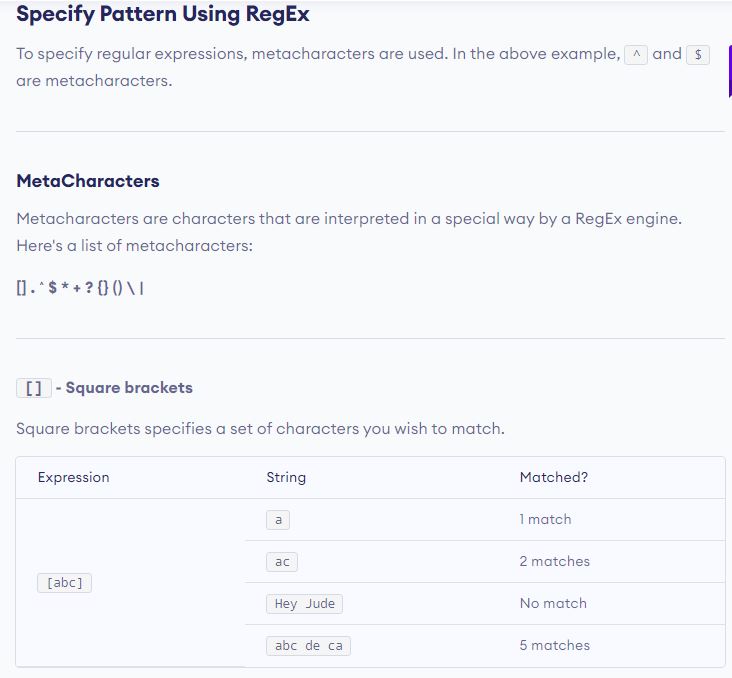 Specify Pattern Using RegEx
To specify regular expressions, metacharacters are used. In the above example, ^ and $
are metacharacters.
MetaCharacters
Metacharacters are characters that are interpreted in a special way by a RegEx engine.
Here's a list of metacharacters:
[] . ^ $ * + ? {} () \ |
[] - Square brackets
Square brackets specifies a set of characters you wish to match.
Expression String Matched?
a 1 match
ac 2 matches
[abc]
Hey Jude No match
abc de ca 5 matches